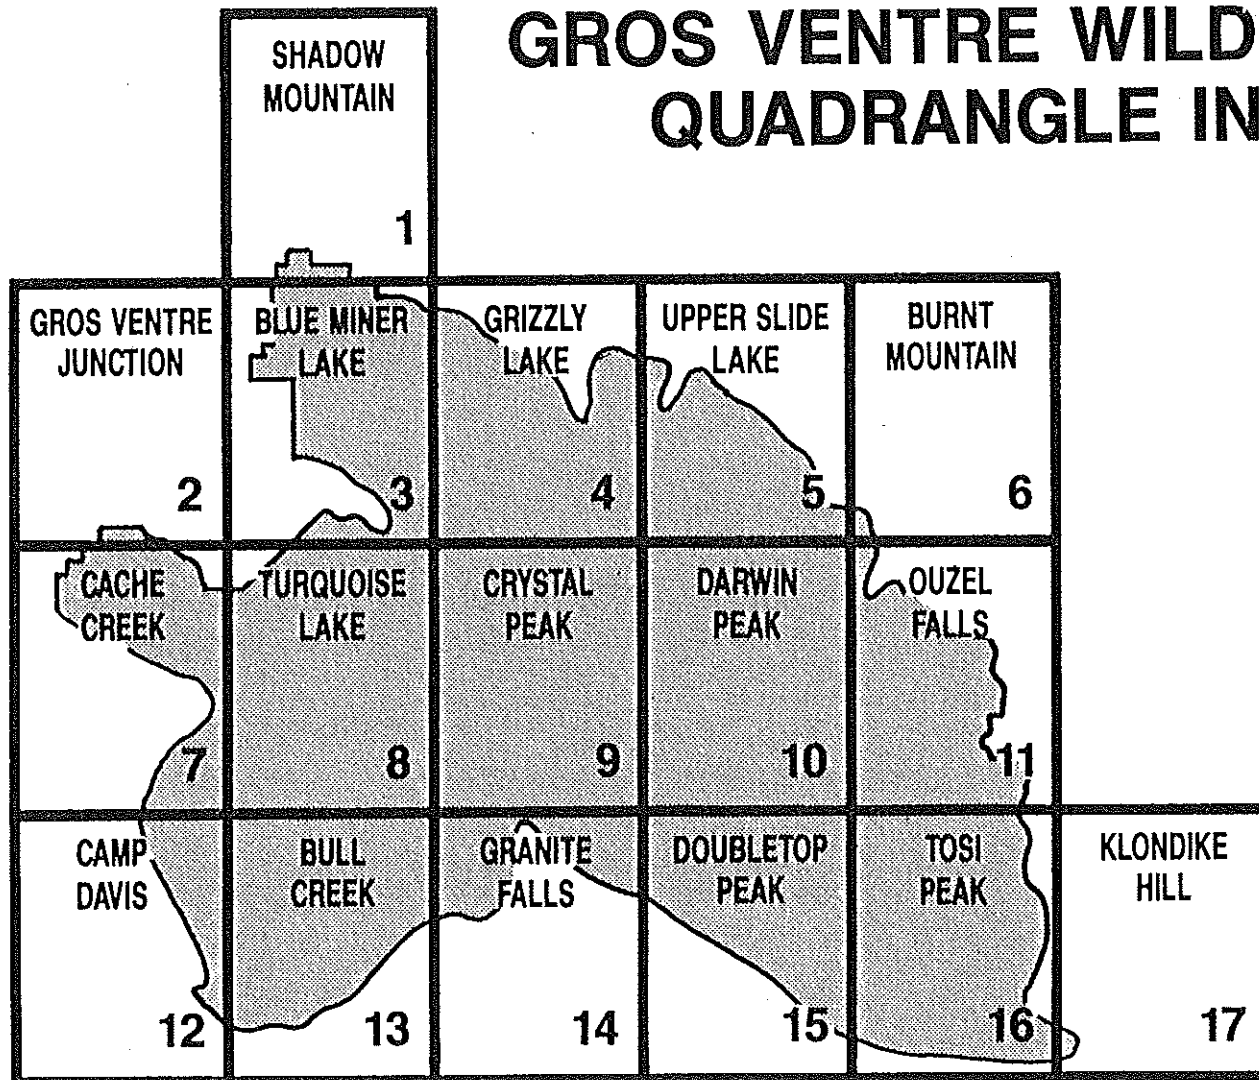 GROS VENTRE WILD
QUADRANGLE IN
SHADOW
MOUNTAIN
1
GROS VENTRE
JUNCTION
2
BLUE MINER
LAKE
3
GRIZZLY
LAKE
4
UPPER SLIDE
LAKE
5
BURNT
MOUNTAIN
6
CACHE
CREEK
7
TURQUOISE
LAKE
8
CRYSTAL
PEAK
9
DARWIN
PEAK
10
OUZEL
FALLS
11
CAMP
DAVIS
12
BULL
CREEK
13
GRANITE
FALLS
14
DOUBLETOP
PEAK
15
TOSI
PEAK
16
KLONDIKE
HILL
17